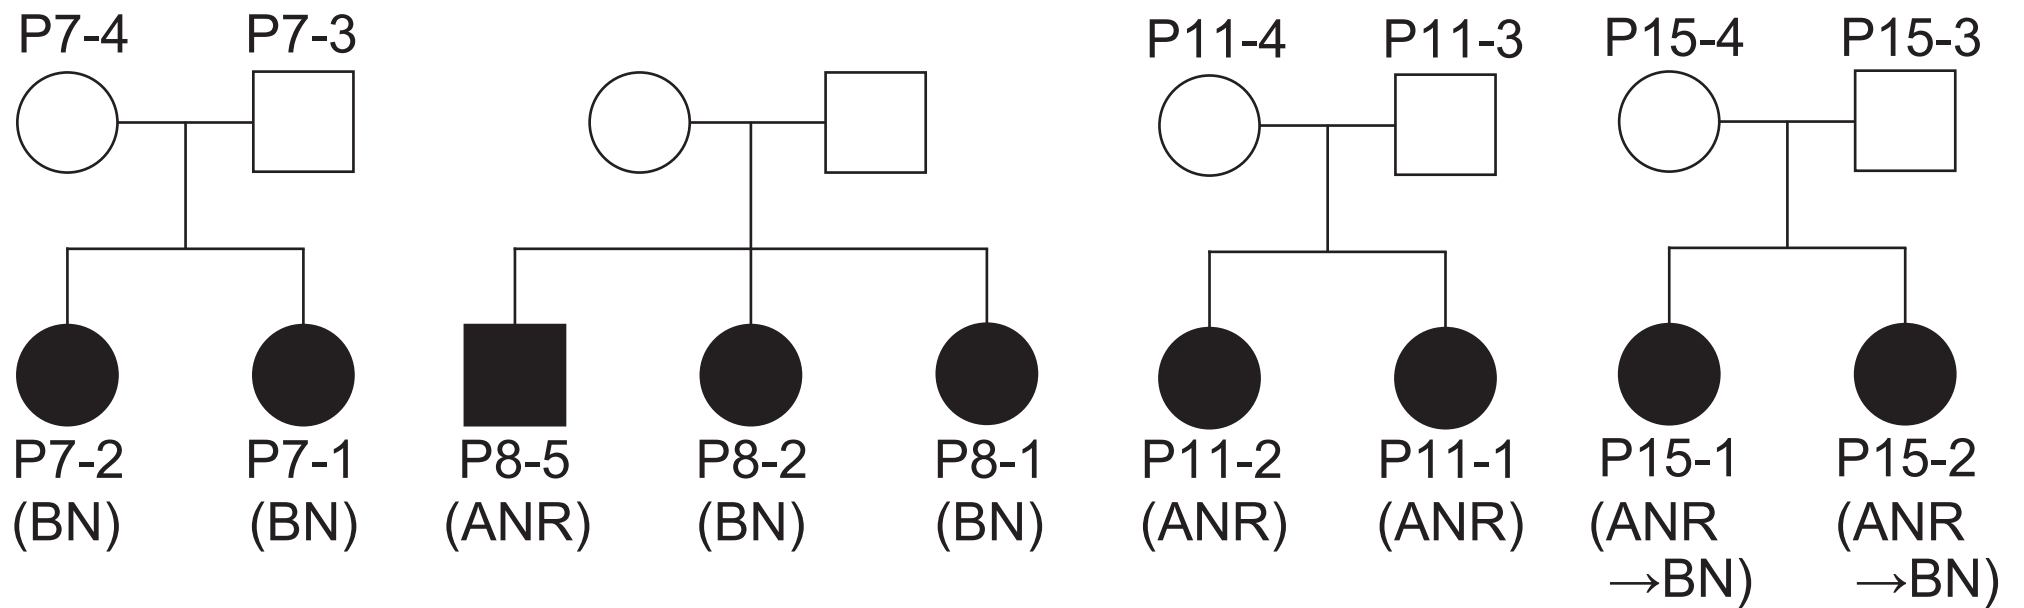 P7-4 P7-3 P11-4 P11-3 P15-4 P15-3
P7-2 P7-1 P8-5 P8-2 P8-1 P11-2 P11-1 P15-1 P15-2
(BN) (BN) (ANR) (BN) (BN) (ANR) (ANR) (ANR (ANR
→BN) →BN)